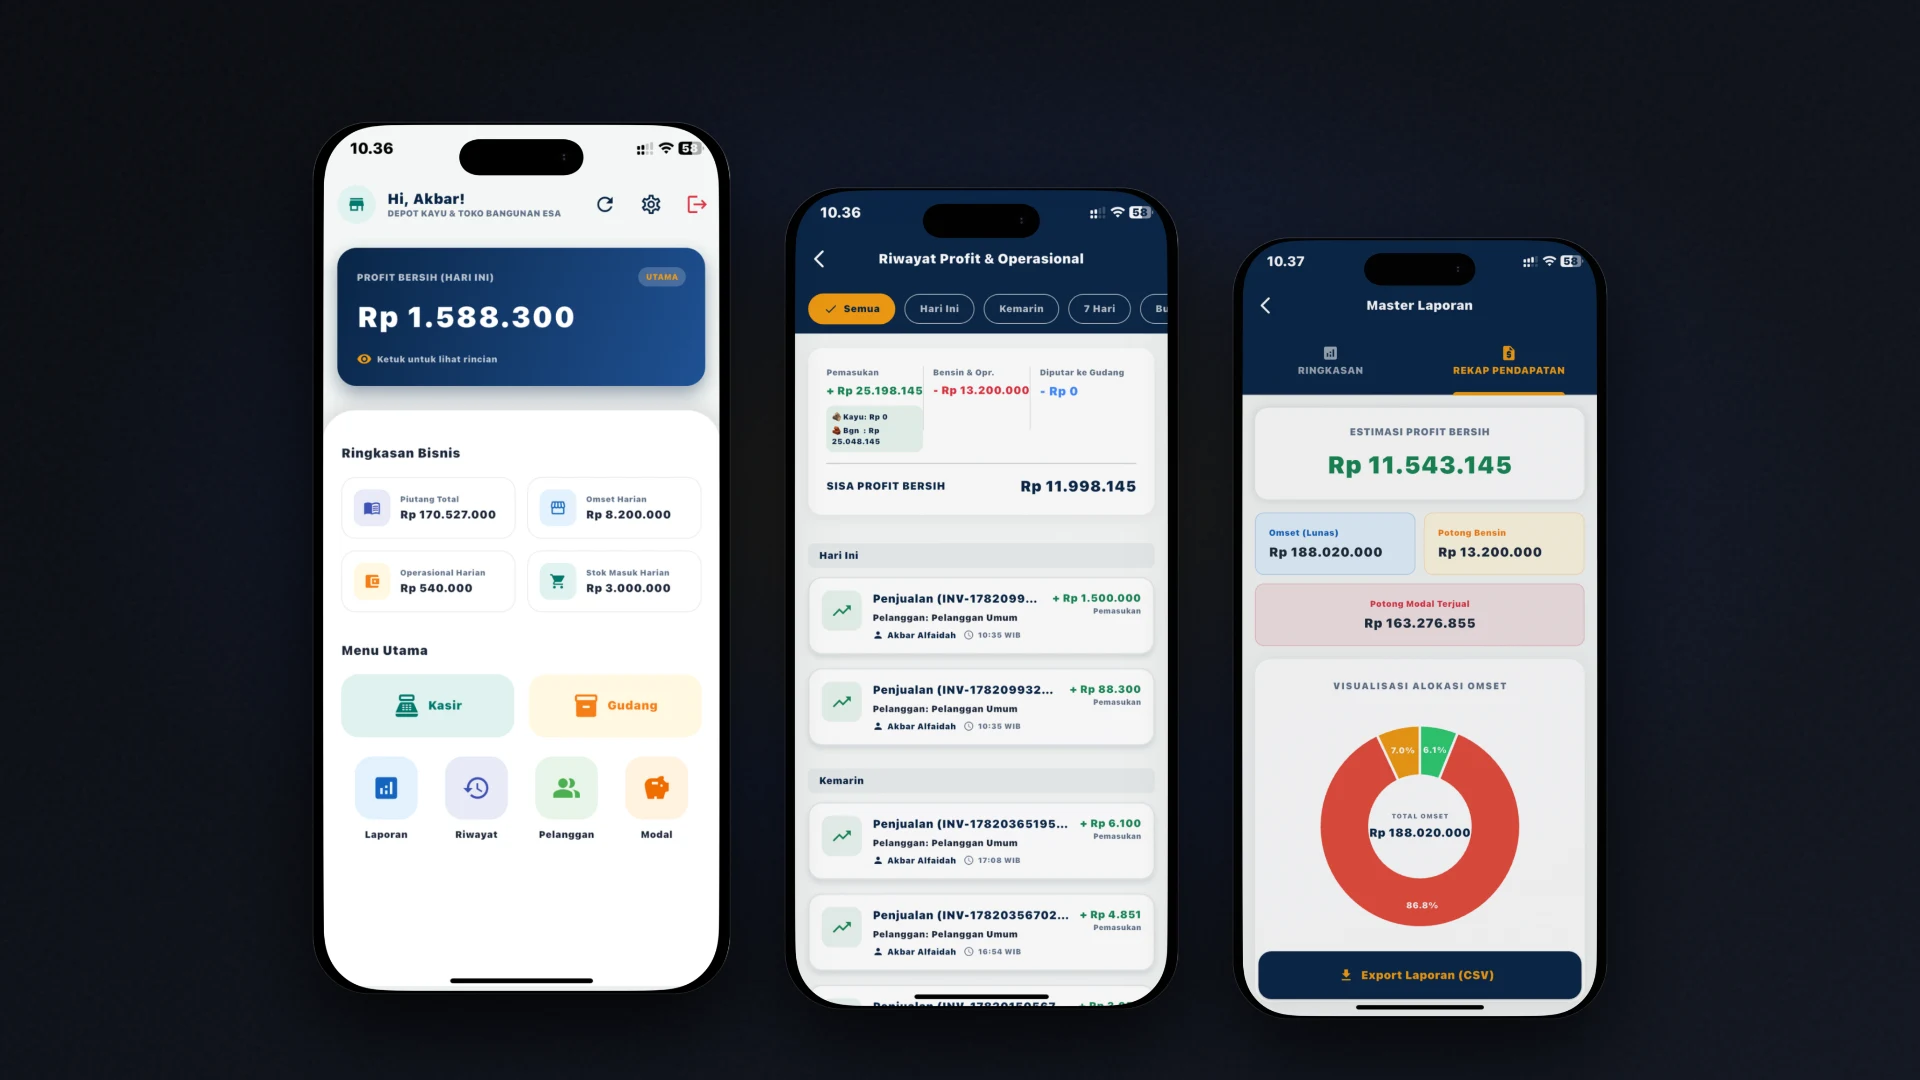 10.36
58
Hi, Akbar!
DEPOT KAYU & TOKO BANGUNAN ESA
PROFIT BERSIH (HARI INI)
UTAMA
Rp 1.588.300
Ketuk untuk lihat rincian
Ringkasan Bisnis
Piutang Total
Rp 170.527.000
Omset Harian
Rp 8.200.000
Operasional Harian
Rp 540.000
Stok Masuk Harian
Rp 3.000.000
Menu Utama
Kasir
Gudang
Laporan
Riwayat
Pelanggan
Modal
10.36
58
Riwayat Profit & Operasional
Semua
Hari Ini
Kemarin
7 Hari
Bu
Pemasukan
+ Rp 25.198.145
Kayu: Rp 0
Bgn : Rp
25.048.145
Bensin & Opr.
- Rp 13.200.000
Diputar ke Gudang
- Rp 0
SISA PROFIT BERSIH
Rp 11.998.145
Hari Ini
Penjualan (INV-1782099...
+ Rp 1.500.000
Pelanggan: Pelanggan Umum
Pemasukan
Akbar Alfaidah
10:35 WIB
Penjualan (INV-178209932...
+ Rp 88.300
Pelanggan: Pelanggan Umum
Pemasukan
Akbar Alfaidah
10:35 WIB
Kemarin
Penjualan (INV-17820365195...
+ Rp 6.100
Pelanggan: Pelanggan Umum
Pemasukan
Akbar Alfaidah
17:08 WIB
Penjualan (INV-17820356702...
+ Rp 4.851
Pelanggan: Pelanggan Umum
Pemasukan
Akbar Alfaidah
16:54 WIB
10.37
58
Master Laporan
RINGKASAN
REKAP PENDAPATAN
ESTIMASI PROFIT BERSIH
Rp 11.543.145
Omset (Lunas)
Rp 188.020.000
Potong Bensin
Rp 13.200.000
Potong Modal Terjual
Rp 163.276.855
VISUALISASI ALOKASI OMSET
7.0%
6.1%
TOTAL OMSET
Rp 188.020.000
86.8%
Export Laporan (CSV)